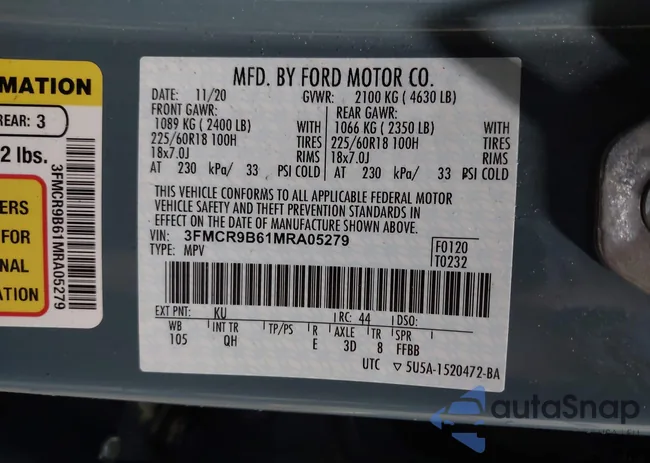 MATION
REAR: 3
2 lbs.
ERS
FOR
NAL
TION
3FMCR9B61MRA05279
MFD. BY FORD MOTOR CO.
DATE: 11/20 GVWR: 2100 KG ( 4630 LB)
FRONT GAWR: REAR GAWR:
1089 KG ( 2400 LB) WITH 1066 KG ( 2350 LB) WITH
225/60R18 100H TIRES 225/60R18 100H TIRES
18x7.0J RIMS 18x7.0J RIMS
AT 230 kPa/ 33 PSI COLD AT 230 kPa/ 33 PSI COLD
THIS VEHICLE CONFORMS TO ALL APPLICABLE FEDERAL MOTOR
VEHICLE SAFETY AND THEFT PREVENTION STANDARDS IN
EFFECT ON THE DATE OF MANUFACTURE SHOWN ABOVE.
VIN: 3FMCR9B61MRA05279
TYPE: MPV
F0120
T0232
EXT PNT: KU RC: 44 DSO:
WB INT TR TP/PS R AXLE TR SPR
105 QH E 3D 8 FFBB
UTC ▽ 5U5A-1520472-BA
autoSnap